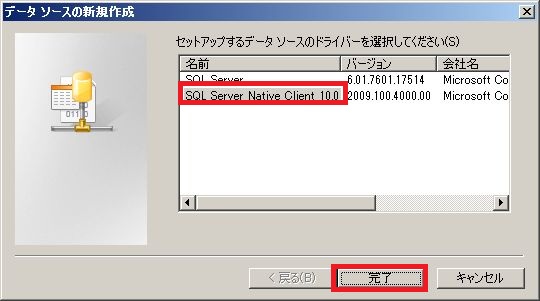 データ ソースの新規作成
セットアップするデータ ソースのドライバーを選択してください(S)
名前 バージョン 会社名
SQL Server 6.01.7601.17514 Microsoft Co
SQL Server Native Client 10.0 2009.100.4000.00 Microsoft Co
< 戻る(B) 完了 キャンセル